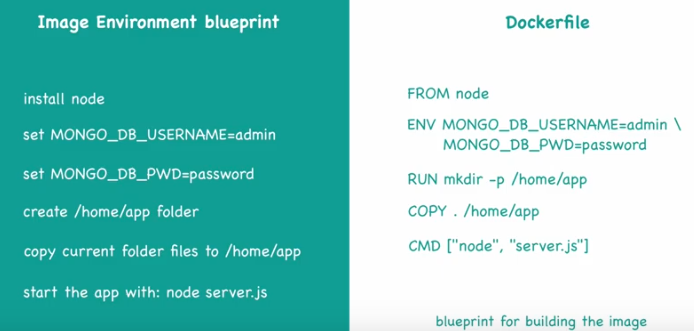 Image Environment blueprint
install node
set MONGO_DB_USERNAME=admin
set MONGO_DB_PWD=password
create /home/app folder
copy current folder files to /home/app
start the app with: node server.js
Dockerfile
FROM node
ENV MONGO_DB_USERNAME=admin \
MONGO_DB_PWD=password
RUN mkdir -p /home/app
COPY . /home/app
CMD ["node", "server.js"]
blueprint for building the image